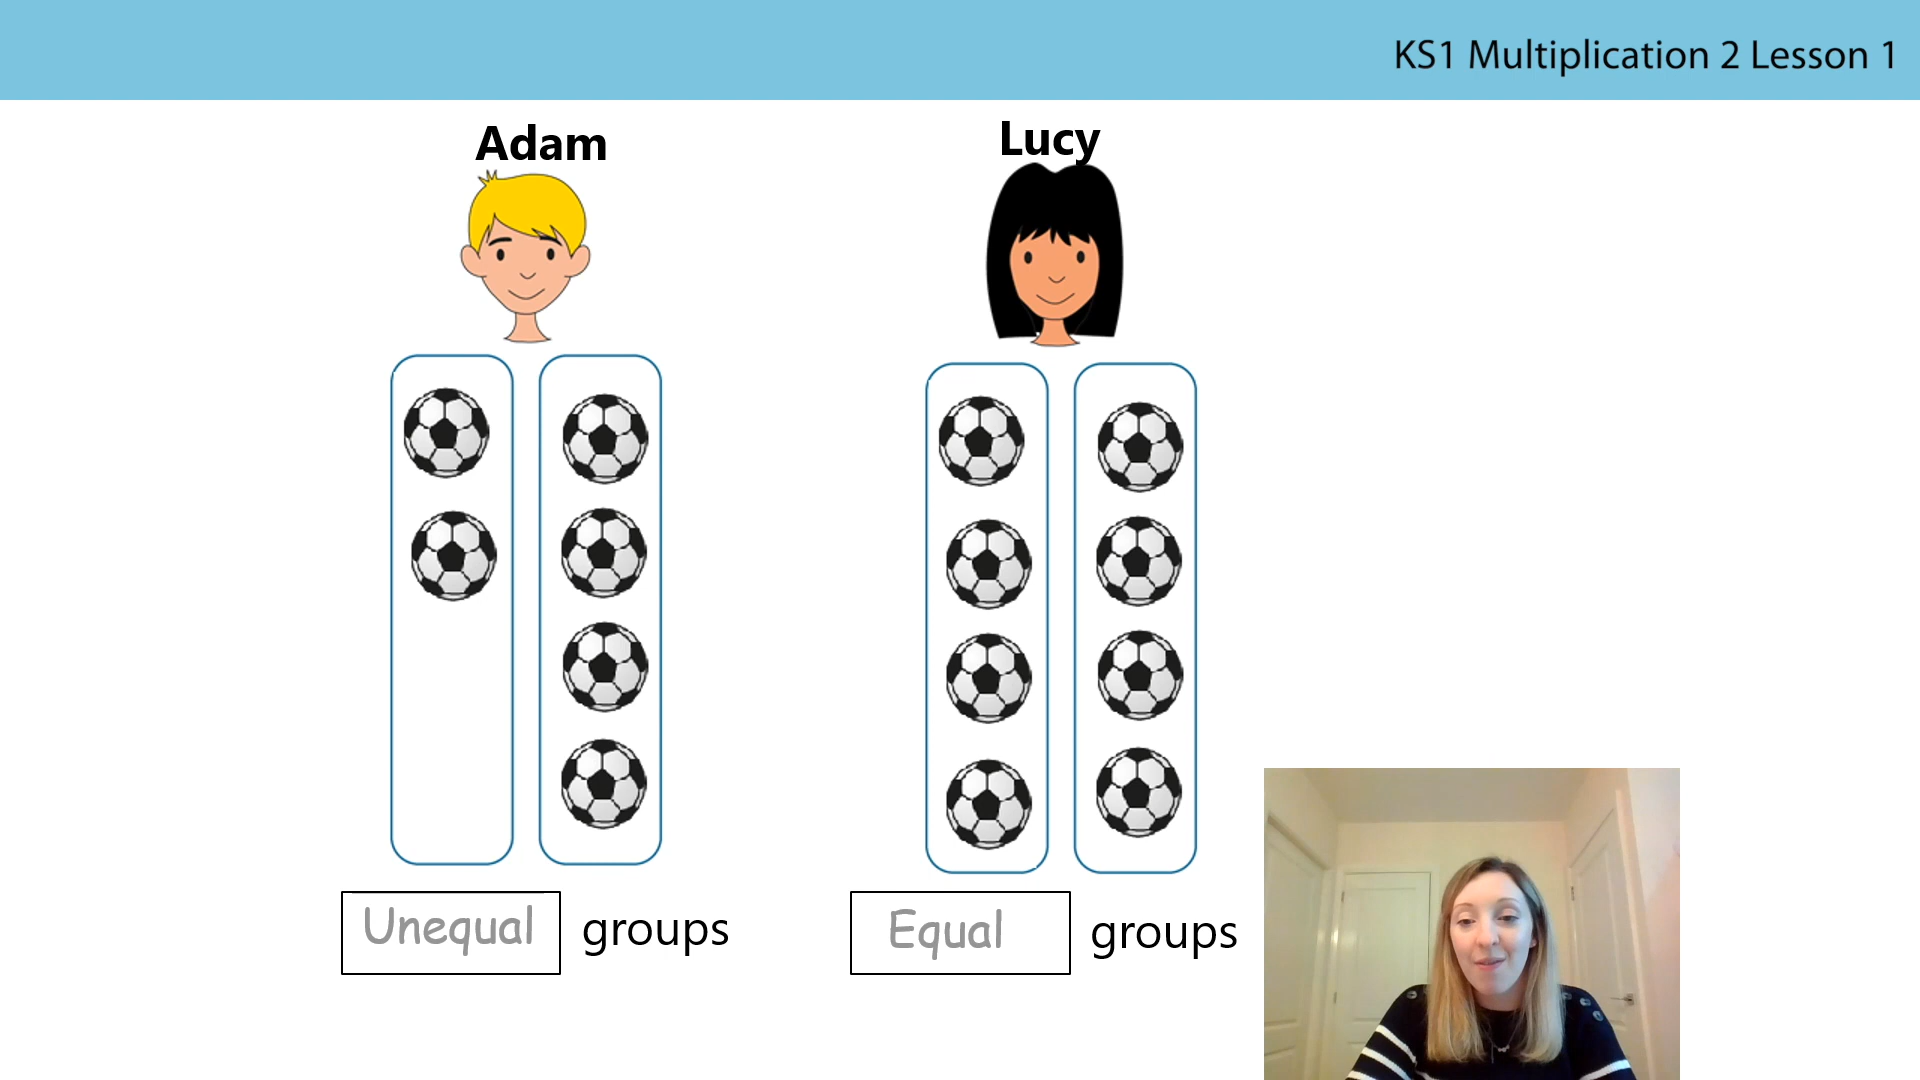 KS1 Multiplication 2 Lesson 1
Adam
Lucy
Unequal groups
Equal groups